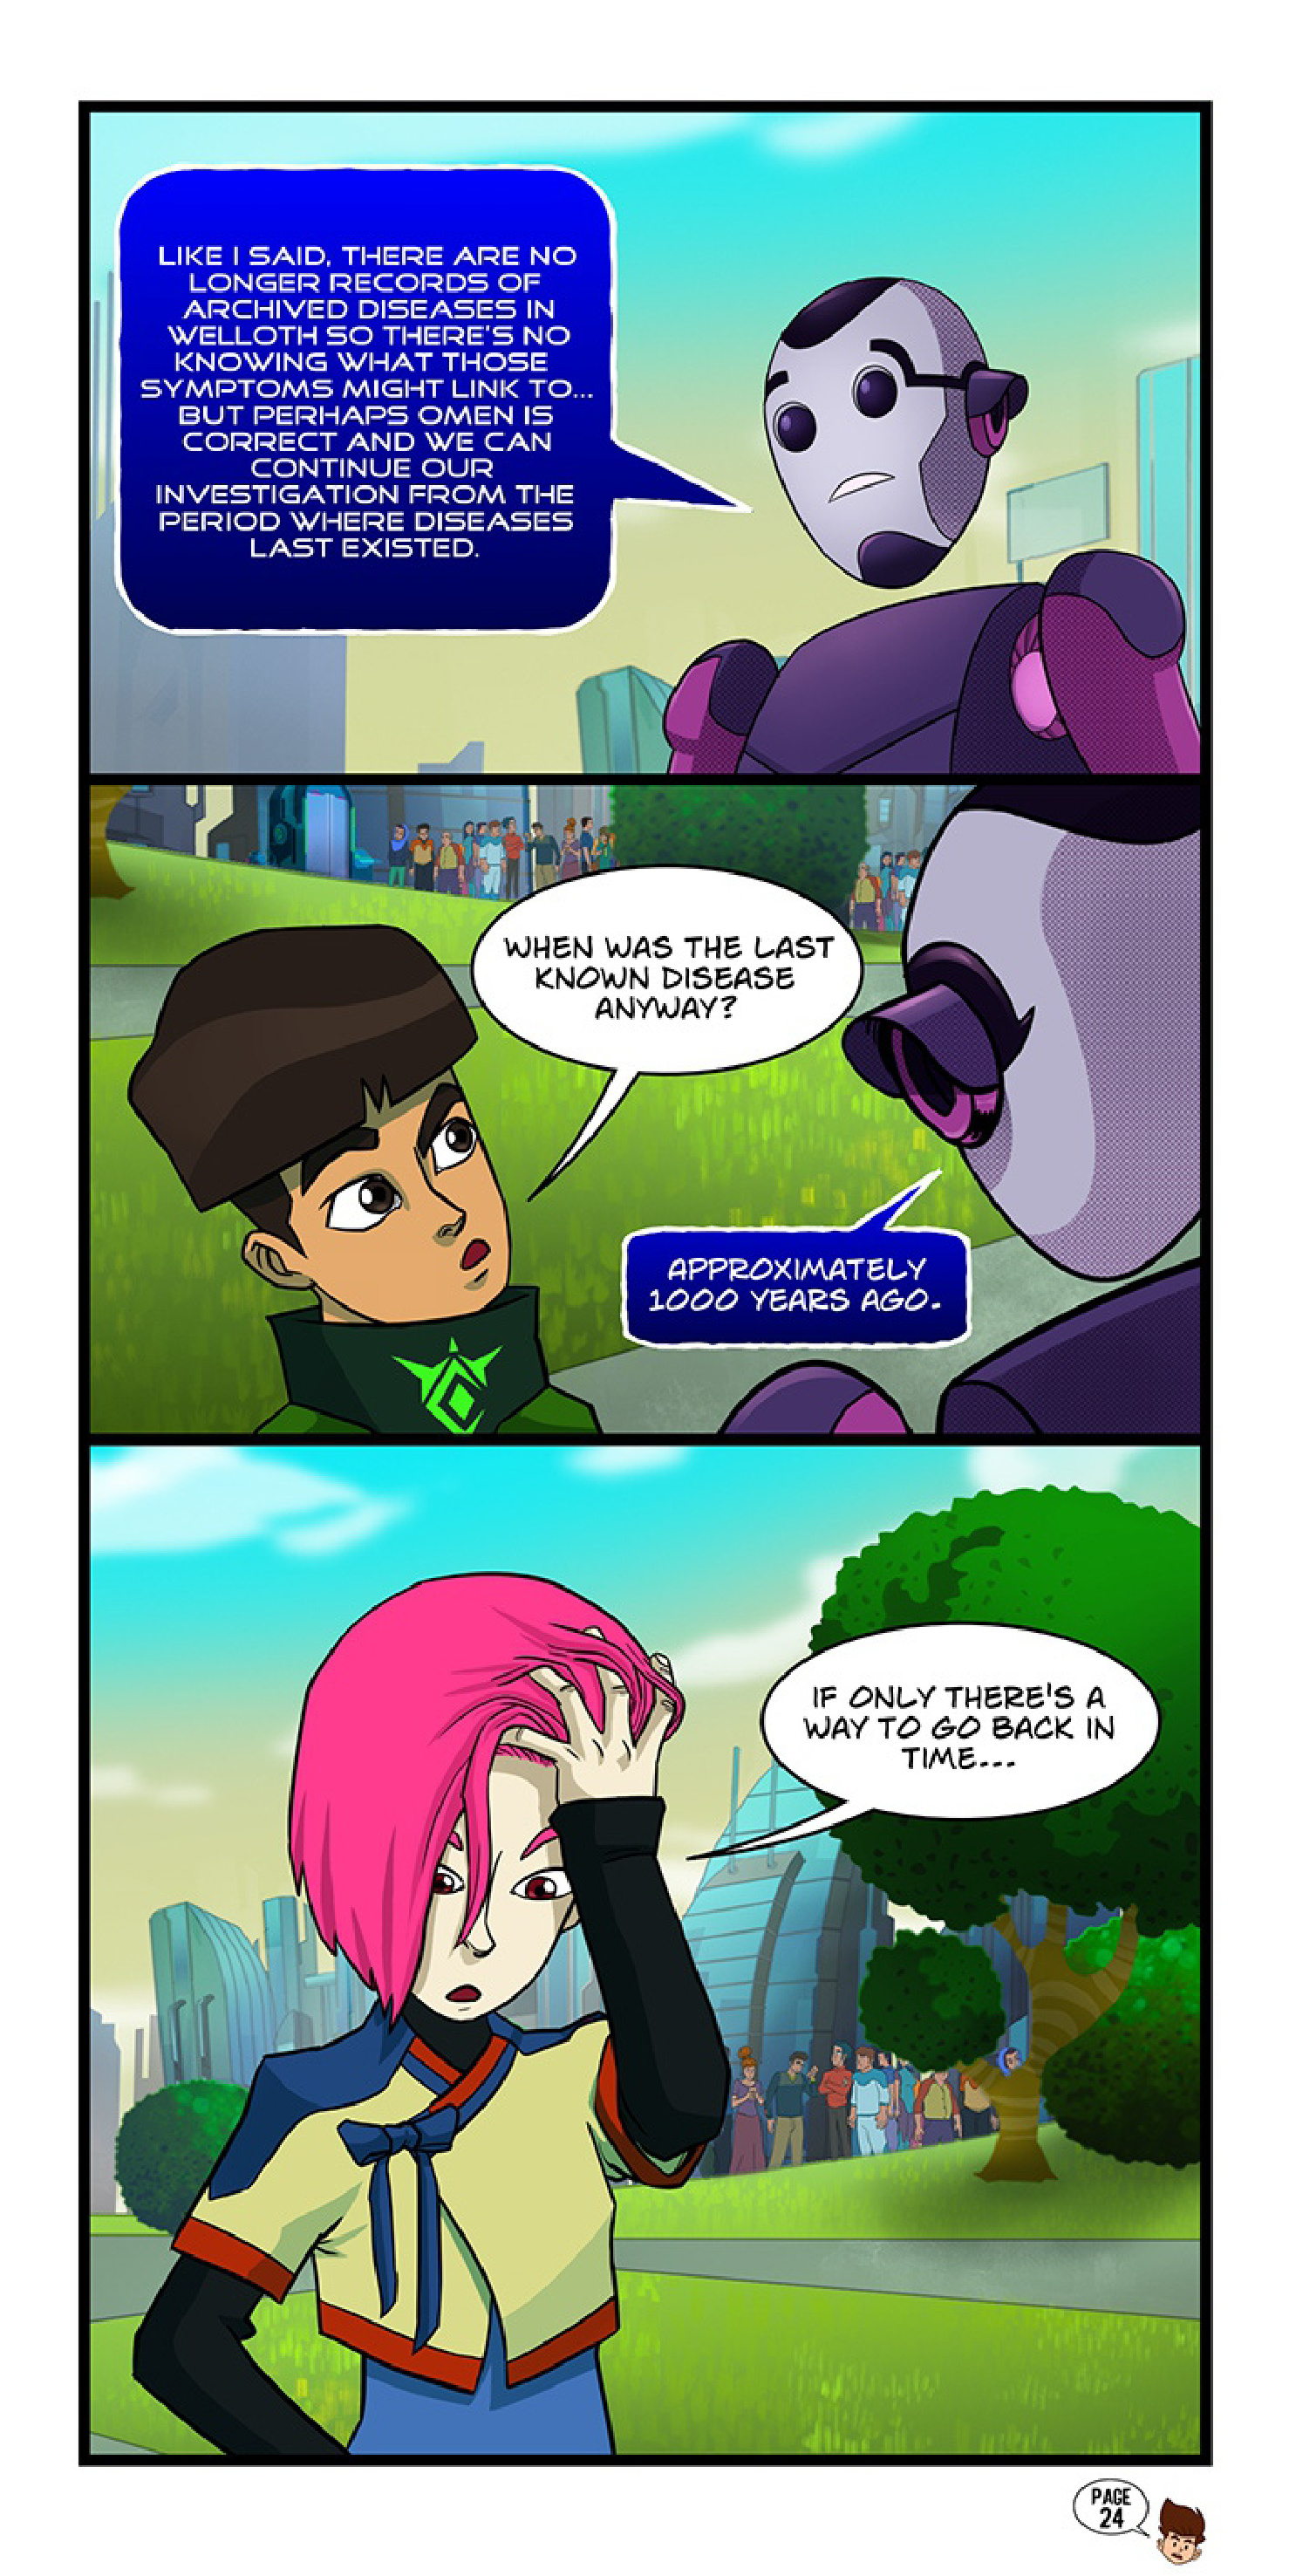 LIKE I SAID, THERE ARE NO
LONGER RECORDS OF
ARCHIVED DISEASES IN
WELLOTH SO THERE'S NO
KNOWING WHAT THOSE
SYMPTOMS MIGHT LINK TO...
BUT PERHAPS OMEN IS
CORRECT AND WE CAN
CONTINUE OUR
INVESTIGATION FROM THE
PERIOD WHERE DISEASES
LAST EXISTED.
WHEN WAS THE LAST
KNOWN DISEASE
ANYWAY?
APPROXIMATELY
1000 YEARS AGO.
IF ONLY THERE'S A
WAY TO GO BACK IN
TIME...
PAGE
24